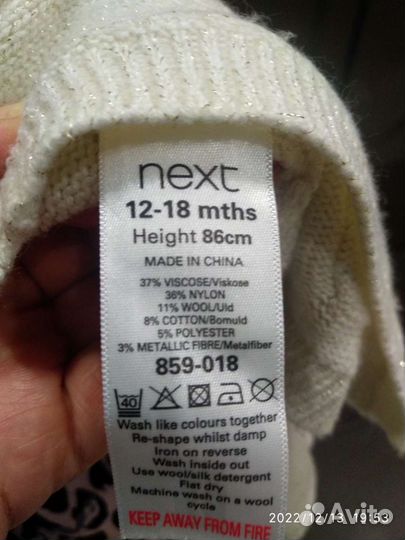 next
12-18 mths
Height 86cm
MADE IN CHINA
37% VISCOSE/Viskose
36% NYLON
11% WOOL/Uld
8% COTTON/Bomuld
5% POLYESTER
3% METALLIC FIBRE/Metalfiber
859-018
40
Wash like colours together
Re-shape whilst damp
Iron on reverse
Wash inside out
Use wool/silk detergent
Flat dry
Machine wash on a wool
cycle
KEEP AWAY FROM FIRE
2022/12/13 19:53
Avito